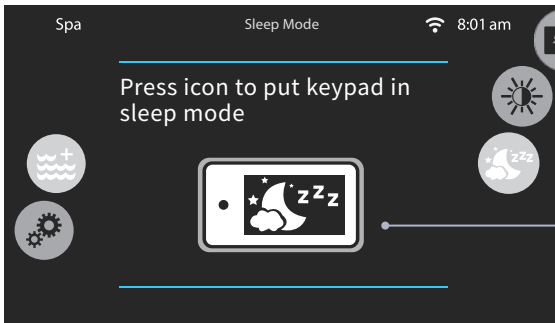 Spa
Sleep Mode
8:01 am
Press icon to put keypad in
sleep mode
z z z
z z z